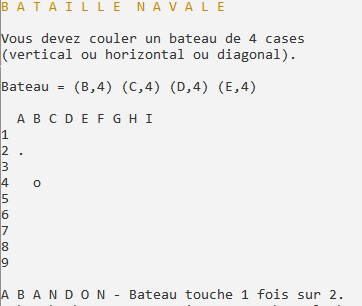 B A T A I L L E   N A V A L E
Vous devez couler un bateau de 4 cases
(vertical ou horizontal ou diagonal).
Bateau = (B,4) (C,4) (D,4) (E,4)
A B C D E F G H I
1
2 .
3
4   o
5
6
7
8
9
A B A N D O N - Bateau touche 1 fois sur 2.